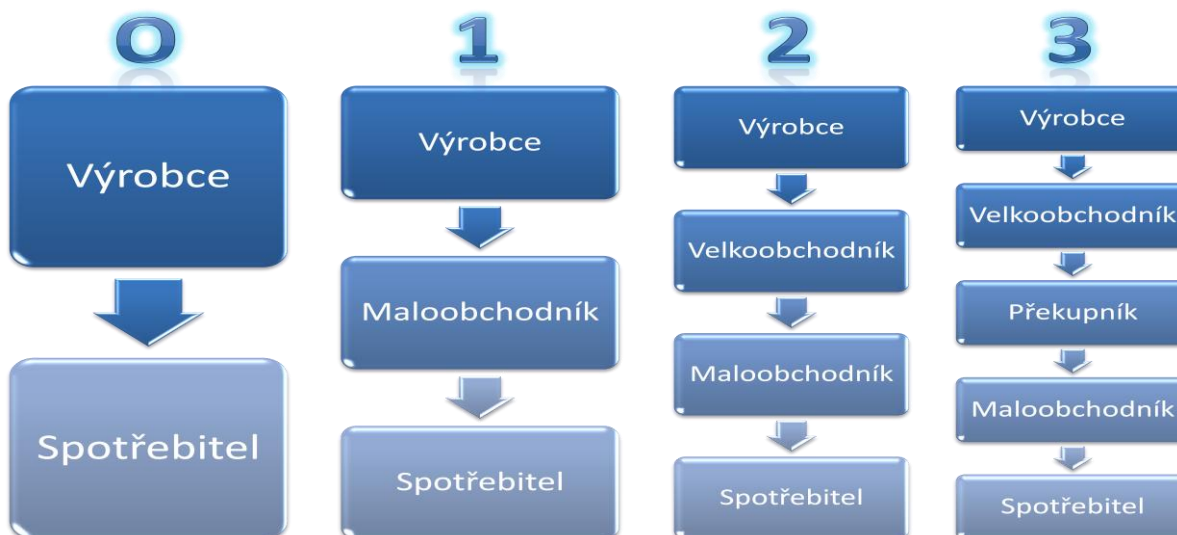 0
Výrobce
Spotřebitel
1
Výrobce
Maloobchodník
Spotřebitel
2
Výrobce
Velkoobchodník
Maloobchodník
Spotřebitel
3
Výrobce
Velkoobchodník
Překupník
Maloobchodník
Spotřebitel